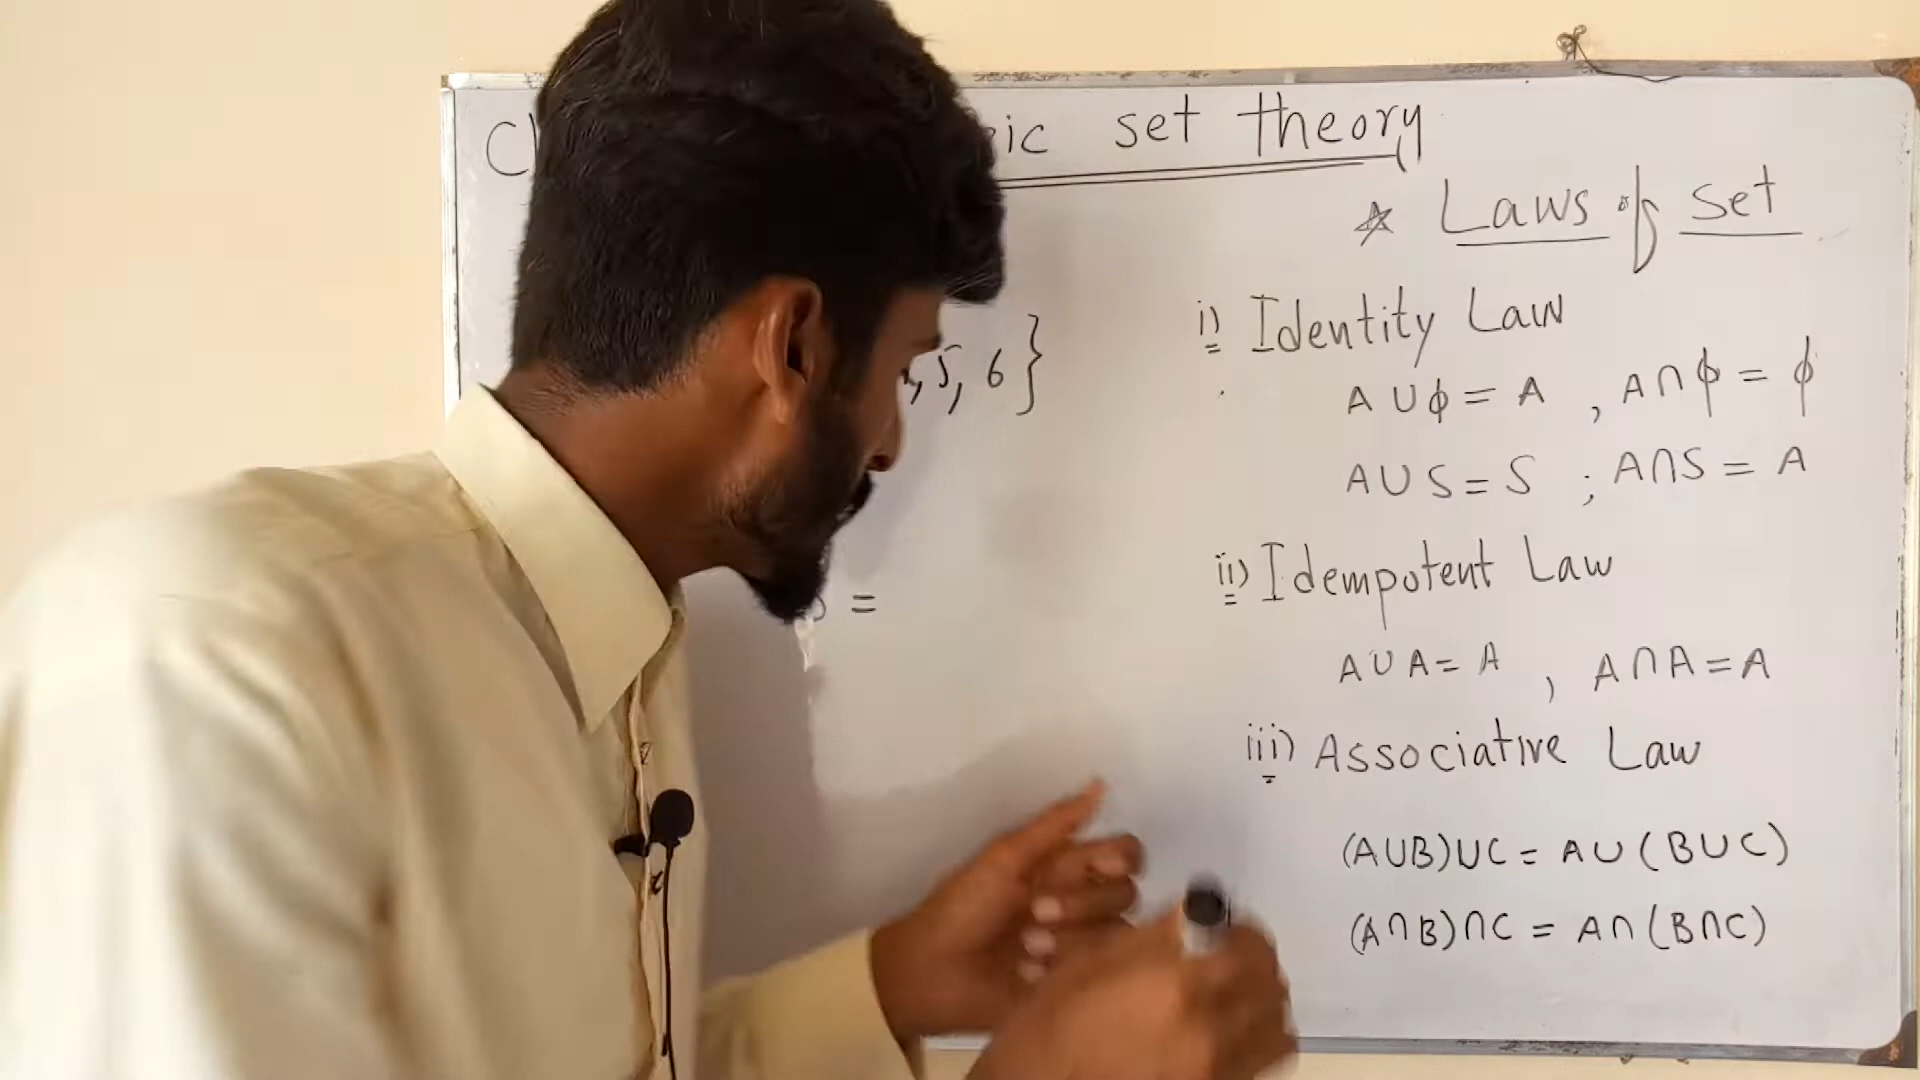 set theory
☆ Laws of set
i) Identity Law
A∪ϕ = A , A∩ϕ = ϕ
A∪S = S ; A∩S = A
, 5, 6}
ii) Idempotent Law
=
A∪A = A , A∩A = A
iii) Associative Law
(A∪B)∪C = A∪(B∪C)
(A∩B)∩C = A∩(B∩C)